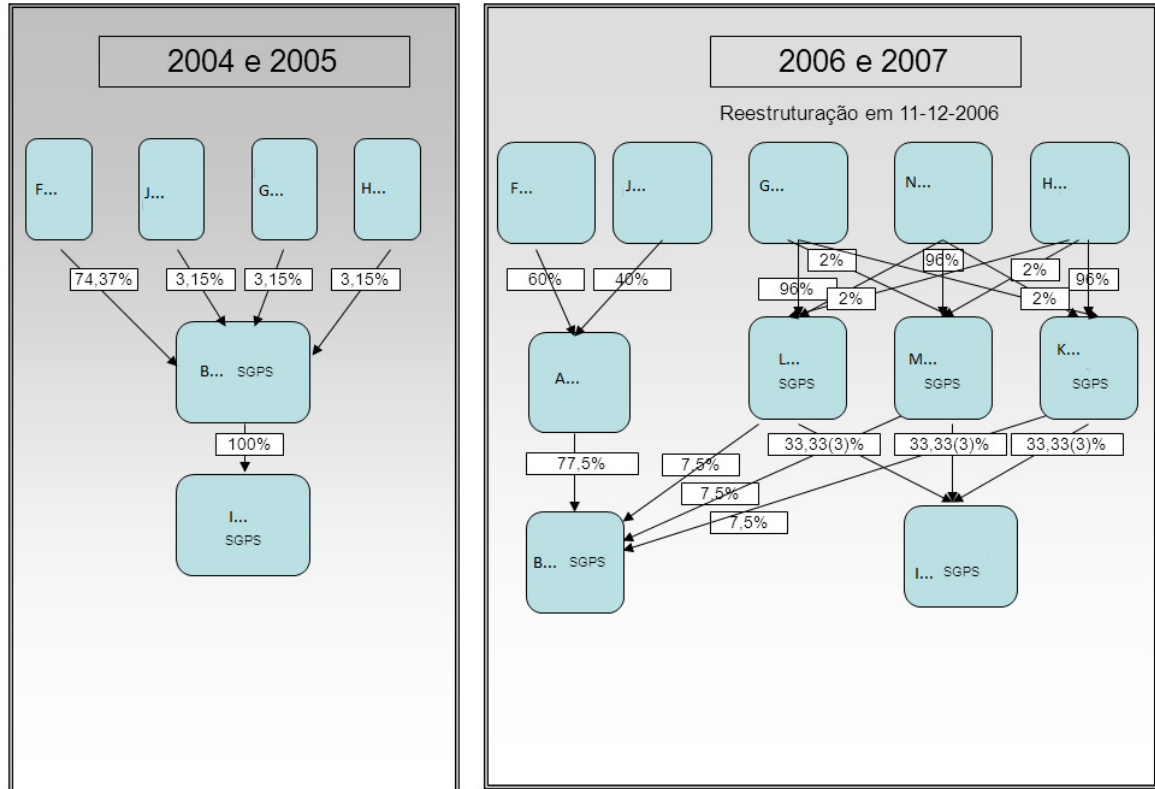 2004 e 2005
F...
J...
G...
H...
74,37%
3,15%
3,15%
3,15%
B... SGPS
100%
I...
SGPS
2006 e 2007
Reestruturação em 11-12-2006
F...
J...
G...
N...
H...
60%
40%
2%
96%
2%
96%
96%
2%
2%
A...
L...
SGPS
M...
SGPS
K...
SGPS
77,5%
33,33(3)%
33,33(3)%
33,33(3)%
7,5%
7,5%
7,5%
B... SGPS
I... SGPS